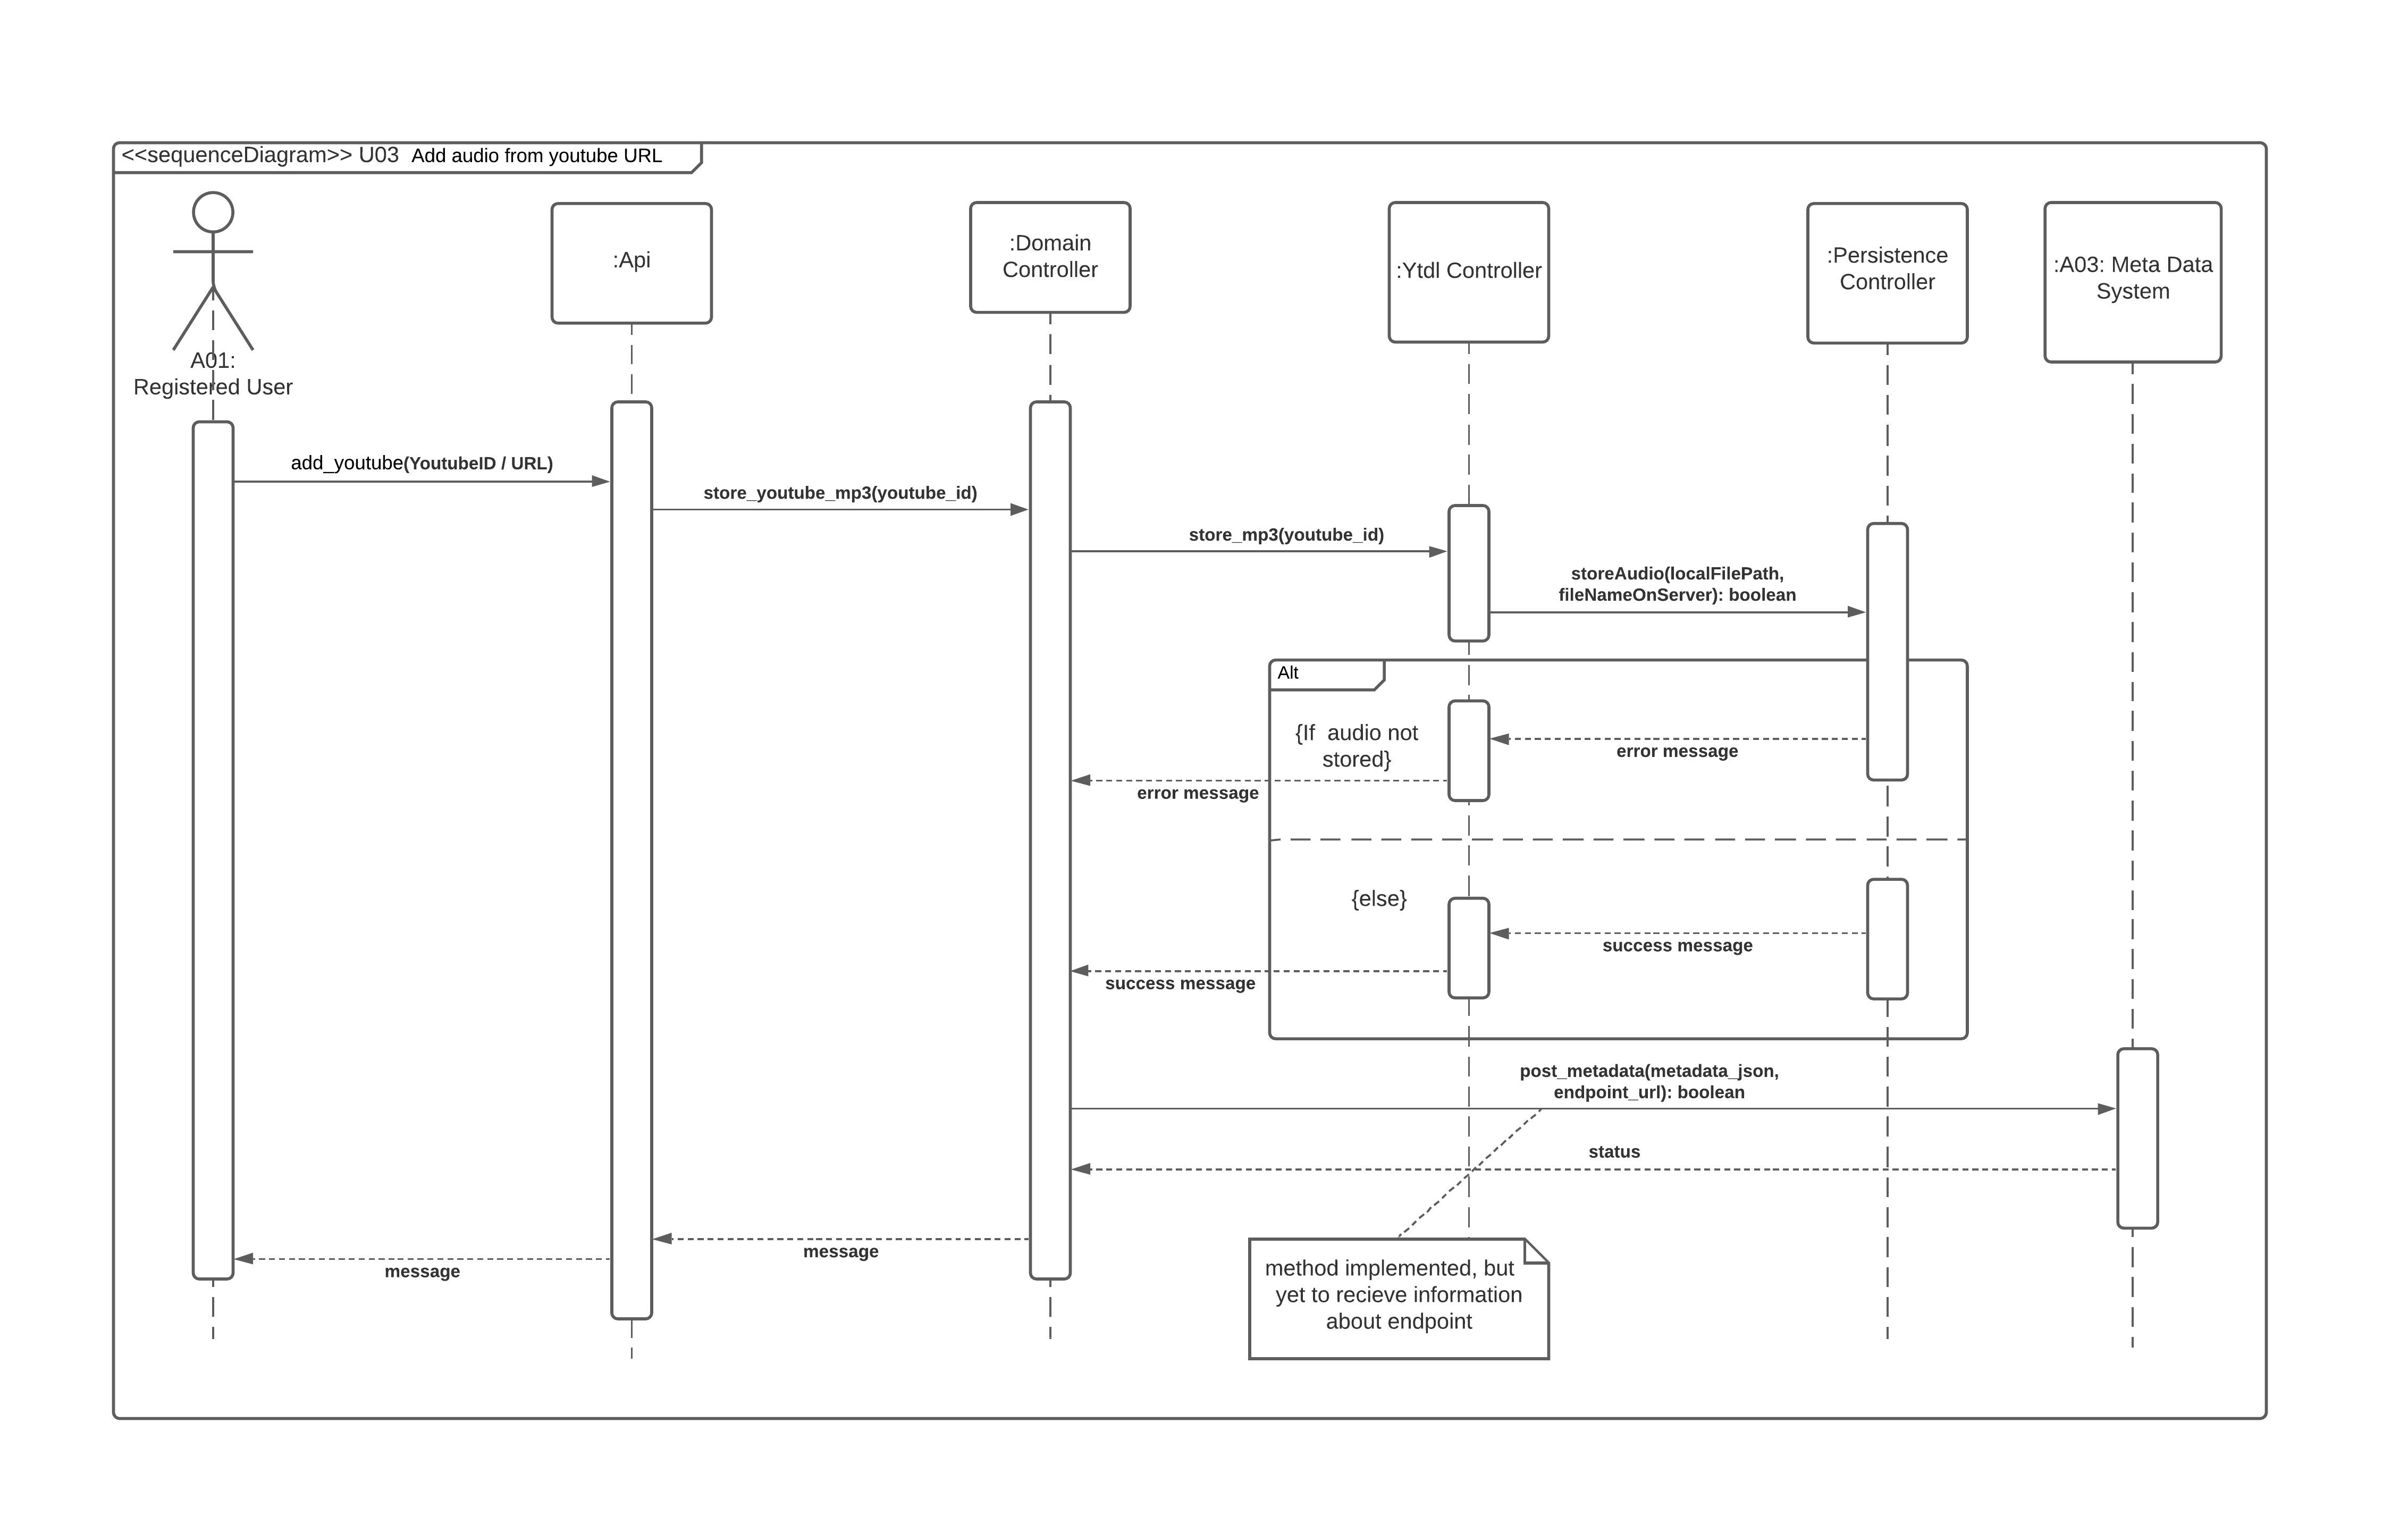 <<sequenceDiagram>> U03 Add audio from youtube URL
A01:
Registered User
:Api
:Domain
Controller
:Ytdl Controller
:Persistence
Controller
:A03: Meta Data
System
add_youtube(YoutubeID / URL)
store_youtube_mp3(youtube_id)
store_mp3(youtube_id)
storeAudio(localFilePath,
fileNameOnServer): boolean
Alt
{If audio not
stored}
error message
error message
{else}
success message
success message
post_metadata(metadata_json,
endpoint_url): boolean
status
message
message
method implemented, but
yet to recieve information
about endpoint